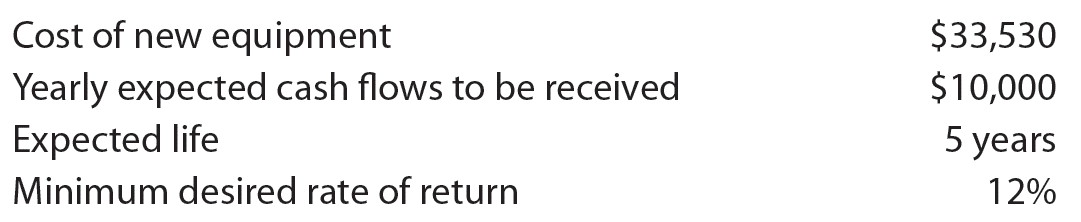 Cost of new equipment $33,530
Yearly expected cash flows to be received $10,000
Expected life 5 years
Minimum desired rate of return 12%